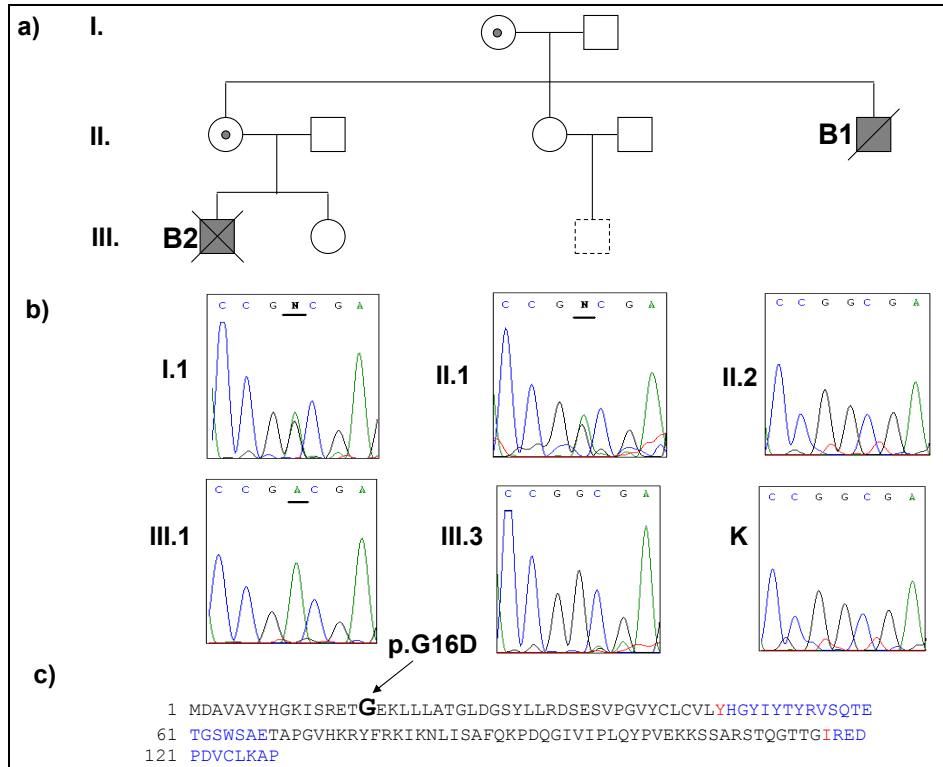 a)
I.
II.
B1
III.
B2
b)
C C G N C G A
I.1
C C G N C G A
II.1
C C G G C G A
II.2
C C G A C G A
III.1
C C G G C G A
III.3
C C G G C G A
K
p.G16D
c)
1 MDAVAVYHGKISRETGEKLLLATGLDGSYLLRDSESVPGVYCLCVLYHGYIYTYRVSQTE
61 TGSWSAETAPGVHKRYFRKIKNLISAFQKPDQGIVIPLQYPVEKKSSARSTQGTTGIRED
121 PDVCLKAP